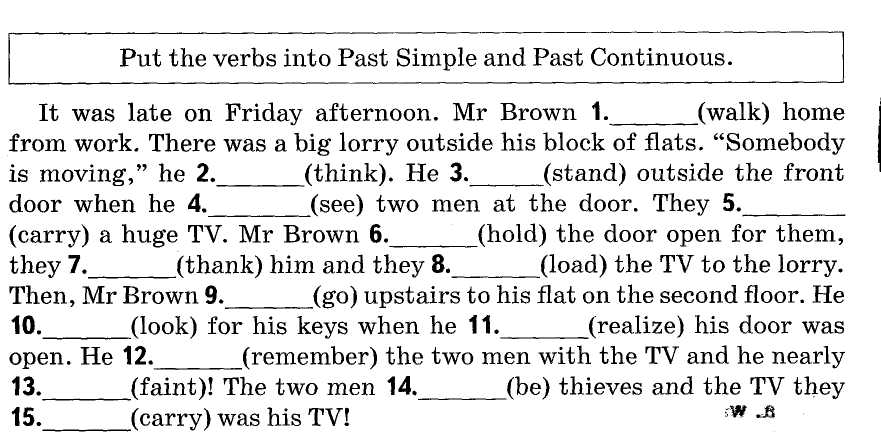 Put the verbs into Past Simple and Past Continuous.
It was late on Friday afternoon. Mr Brown 1.______(walk) home
from work. There was a big lorry outside his block of flats. “Somebody
is moving,” he 2.______(think). He 3._____(stand) outside the front
door when he 4._______(see) two men at the door. They 5._______
(carry) a huge TV. Mr Brown 6.______(hold) the door open for them,
they 7.______(thank) him and they 8.______(load) the TV to the lorry.
Then, Mr Brown 9.______(go) upstairs to his flat on the second floor. He
10.______(look) for his keys when he 11.______(realize) his door was
open. He 12.______(remember) the two men with the TV and he nearly
13.______(faint)! The two men 14.______(be) thieves and the TV they
15.______(carry) was his TV!